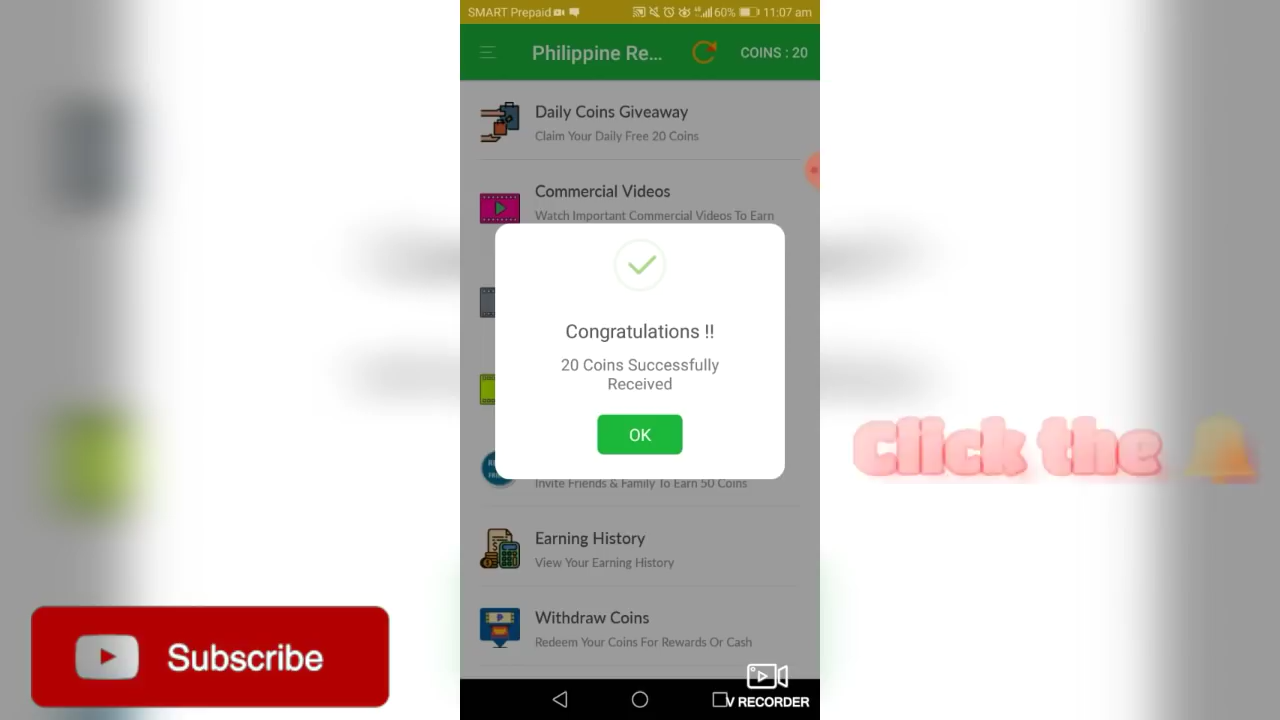 SMART Prepaid
60% 11:07 am
Philippine Re...
COINS : 20
Daily Coins Giveaway
Claim Your Daily Free 20 Coins
Commercial Videos
Watch Important Commercial Videos To Earn
Congratulations !!
20 Coins Successfully
Received
OK
Invite Friends & Family To Earn 50 Coins
Earning History
View Your Earning History
Withdraw Coins
Redeem Your Coins For Rewards Or Cash
V RECORDER
Subscribe
Click the